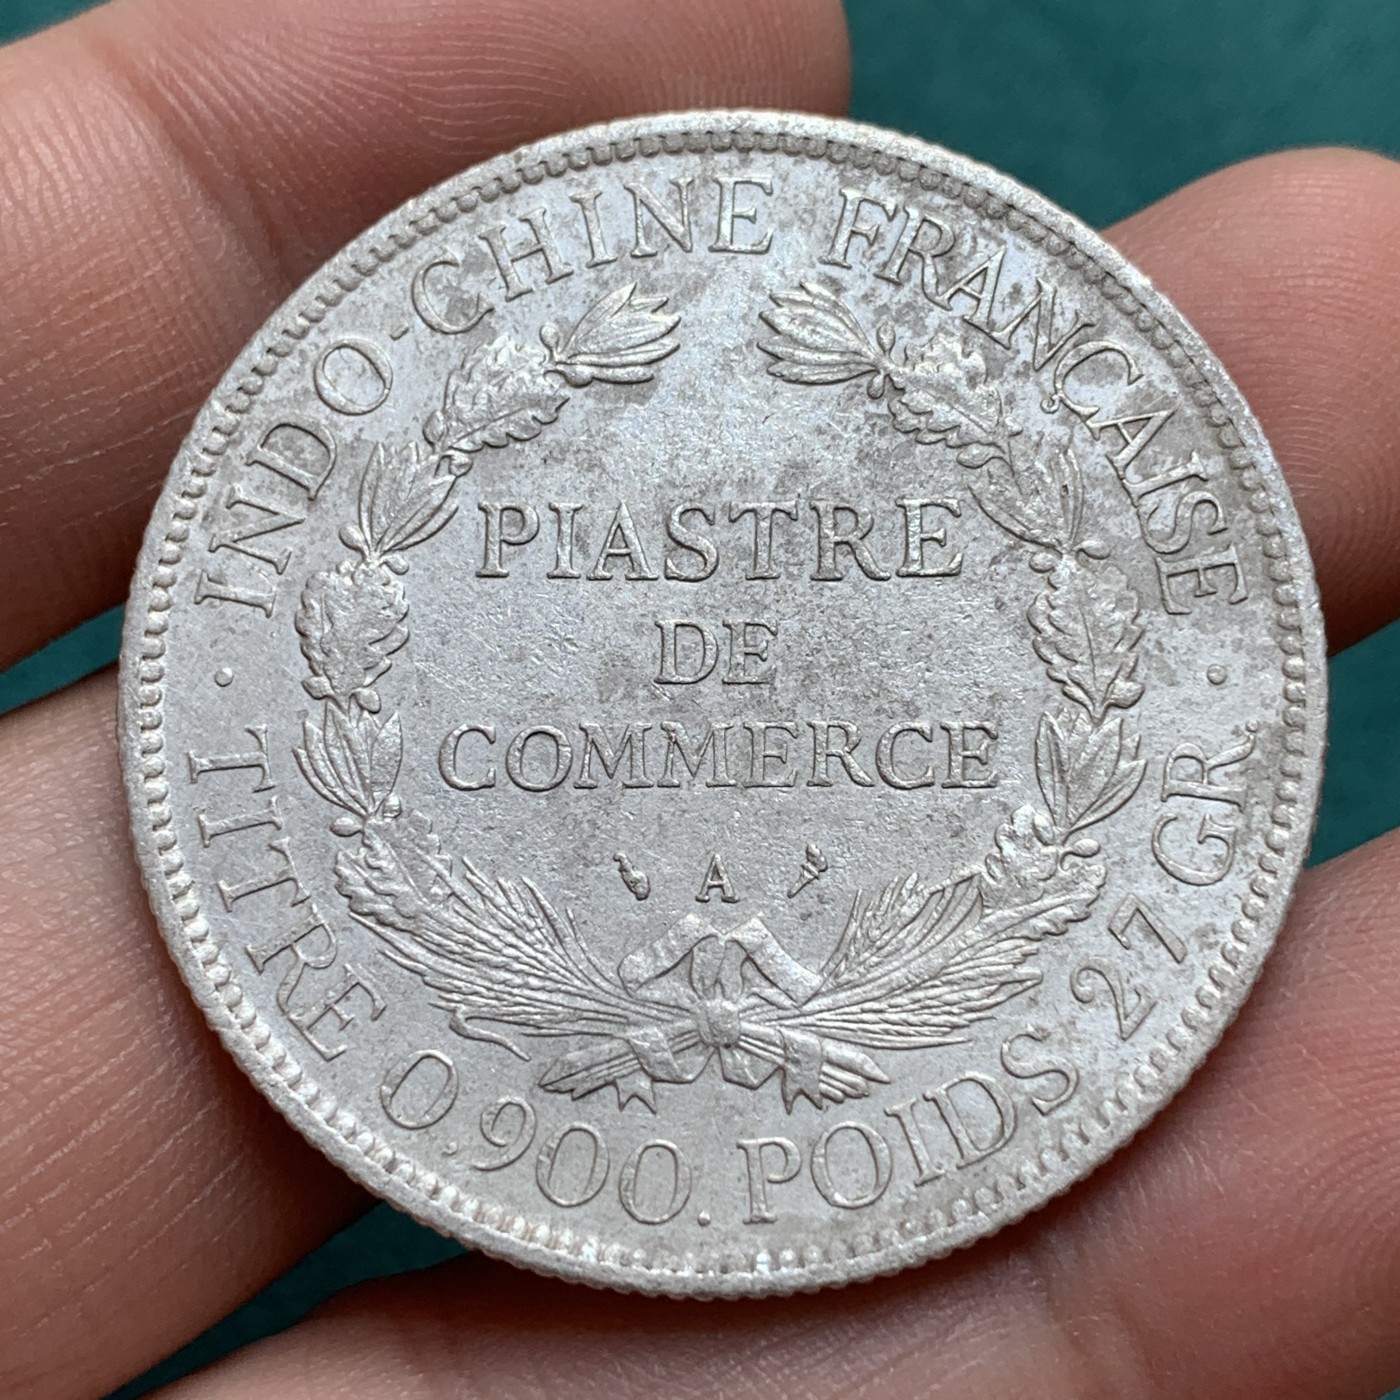 INDO-CHINE FRANÇAISE
PIASTRE
DE
COMMERCE
A
· TITRE 0.900. POIDS 27 GR. ·